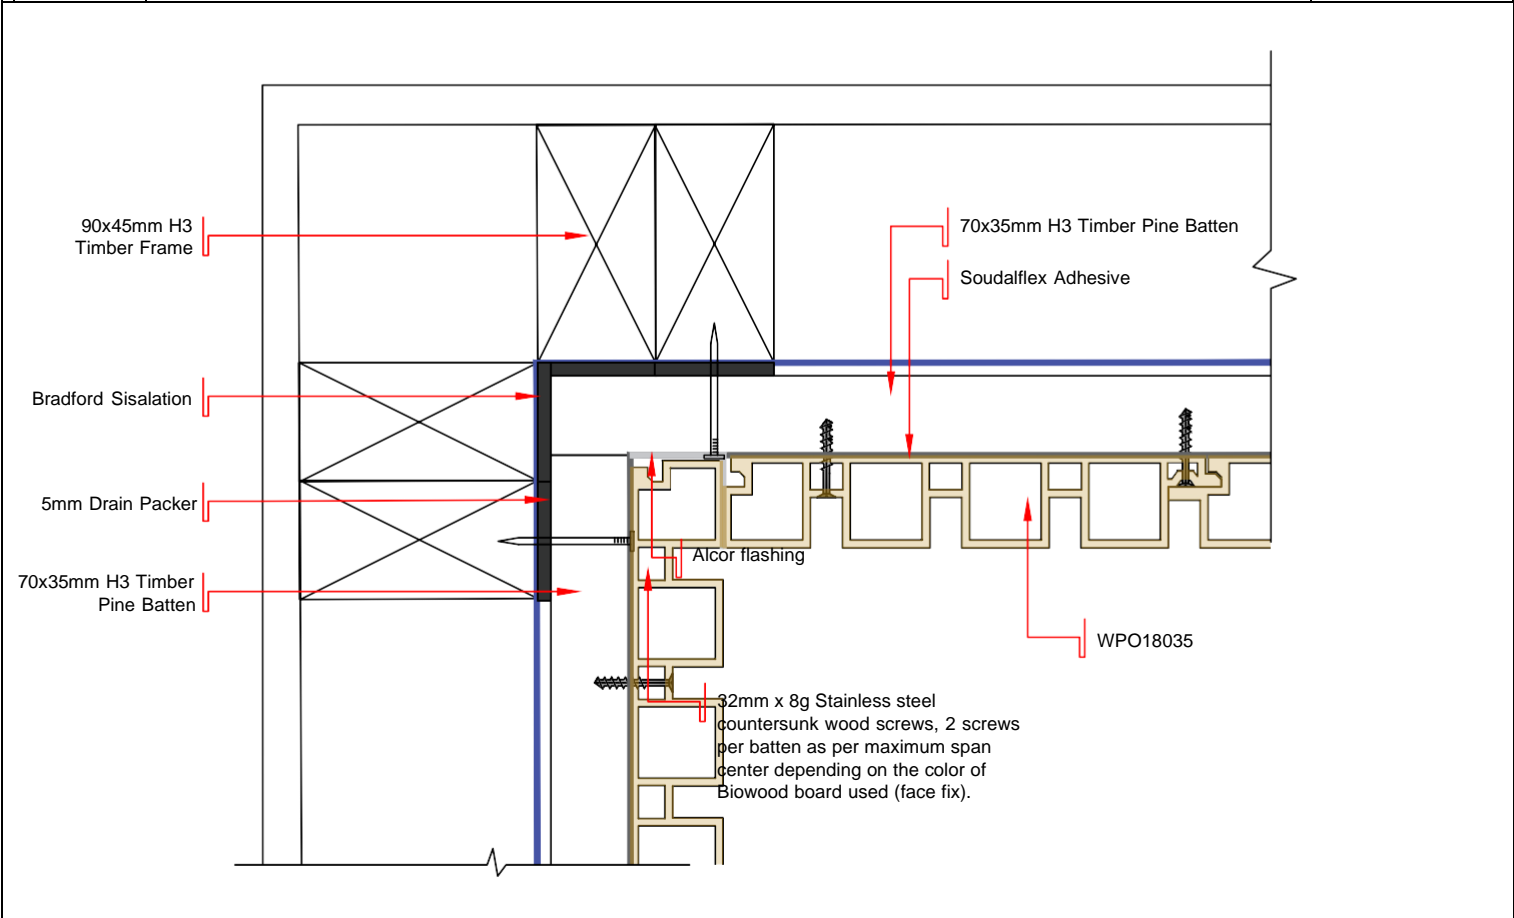 90x45mm H3
Timber Frame
70x35mm H3 Timber Pine Batten
Soudalflex Adhesive
Bradford Sisalation
5mm Drain Packer
Alcor flashing
70x35mm H3 Timber
Pine Batten
WPO18035
32mm x 8g Stainless steel
countersunk wood screws, 2 screws
per batten as per maximum span
center depending on the color of
Biowood board used (face fix).